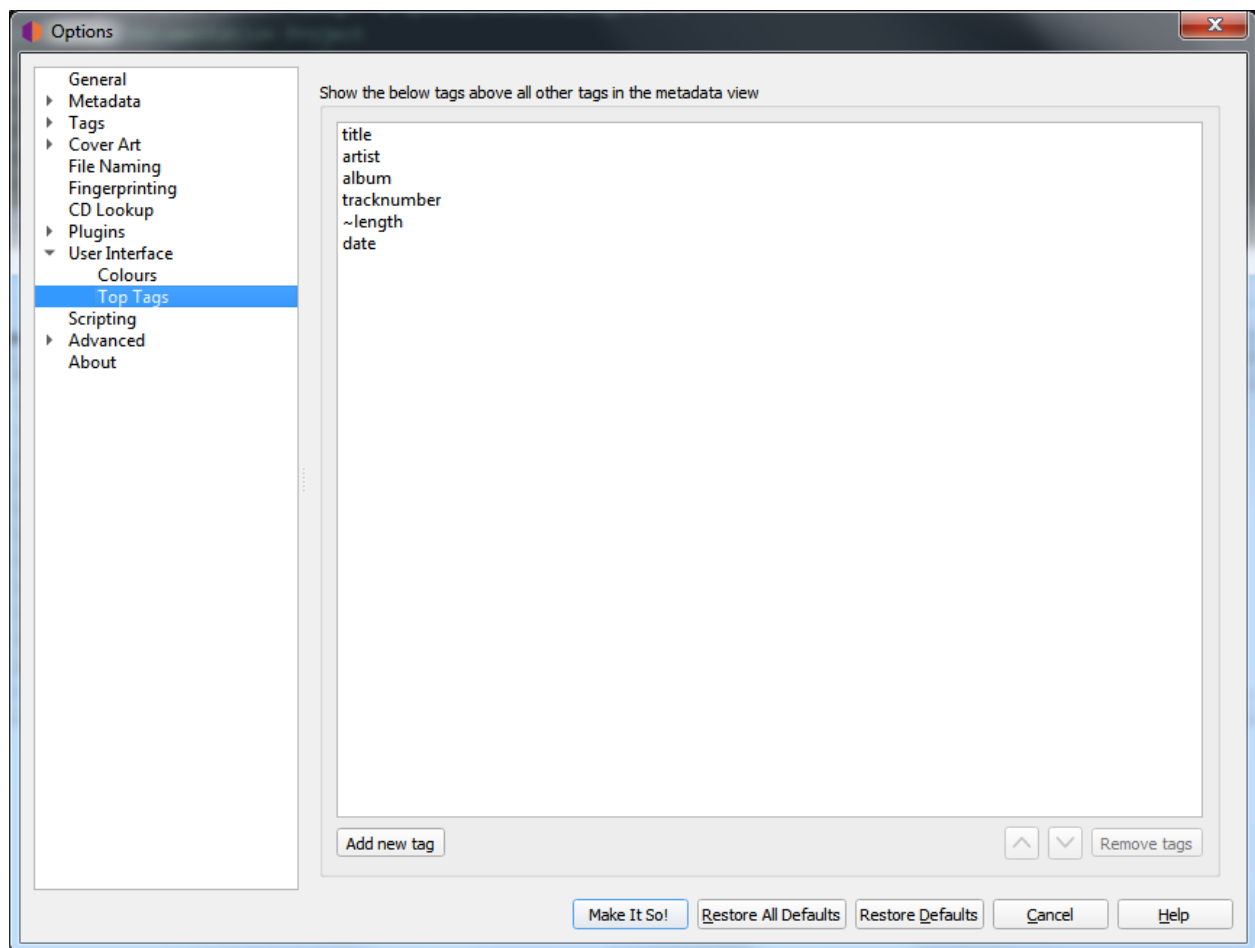 Options
General
Metadata
Tags
Cover Art
File Naming
Fingerprinting
CD Lookup
Plugins
User Interface
Colours
Top Tags
Scripting
Advanced
About
Show the below tags above all other tags in the metadata view
title
artist
album
tracknumber
~length
date
Add new tag
Remove tags
Make It So!
Restore All Defaults
Restore Defaults
Cancel
Help